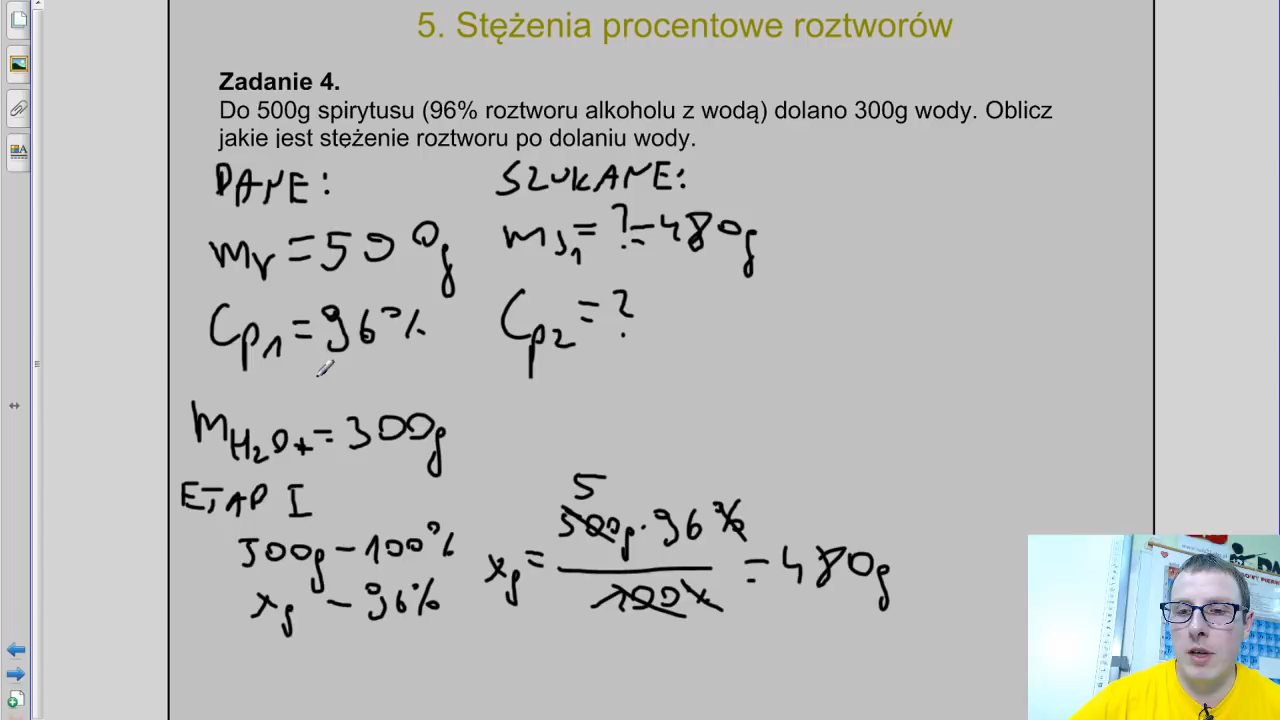 5. Stężenia procentowe roztworów
Zadanie 4.
Do 500g spirytusu (96% roztworu alkoholu z wodą) dolano 300g wody. Oblicz
jakie jest stężenie roztworu po dolaniu wody.
DANE: SZUKANE:
mr = 500g ms1 = ? = 480g
Cp1 = 96% Cp2 = ?
MH2O+ = 300g
ETAP I
500g - 100%
xg - 96%
5
xg = 500g · 96% / 100% = 480g